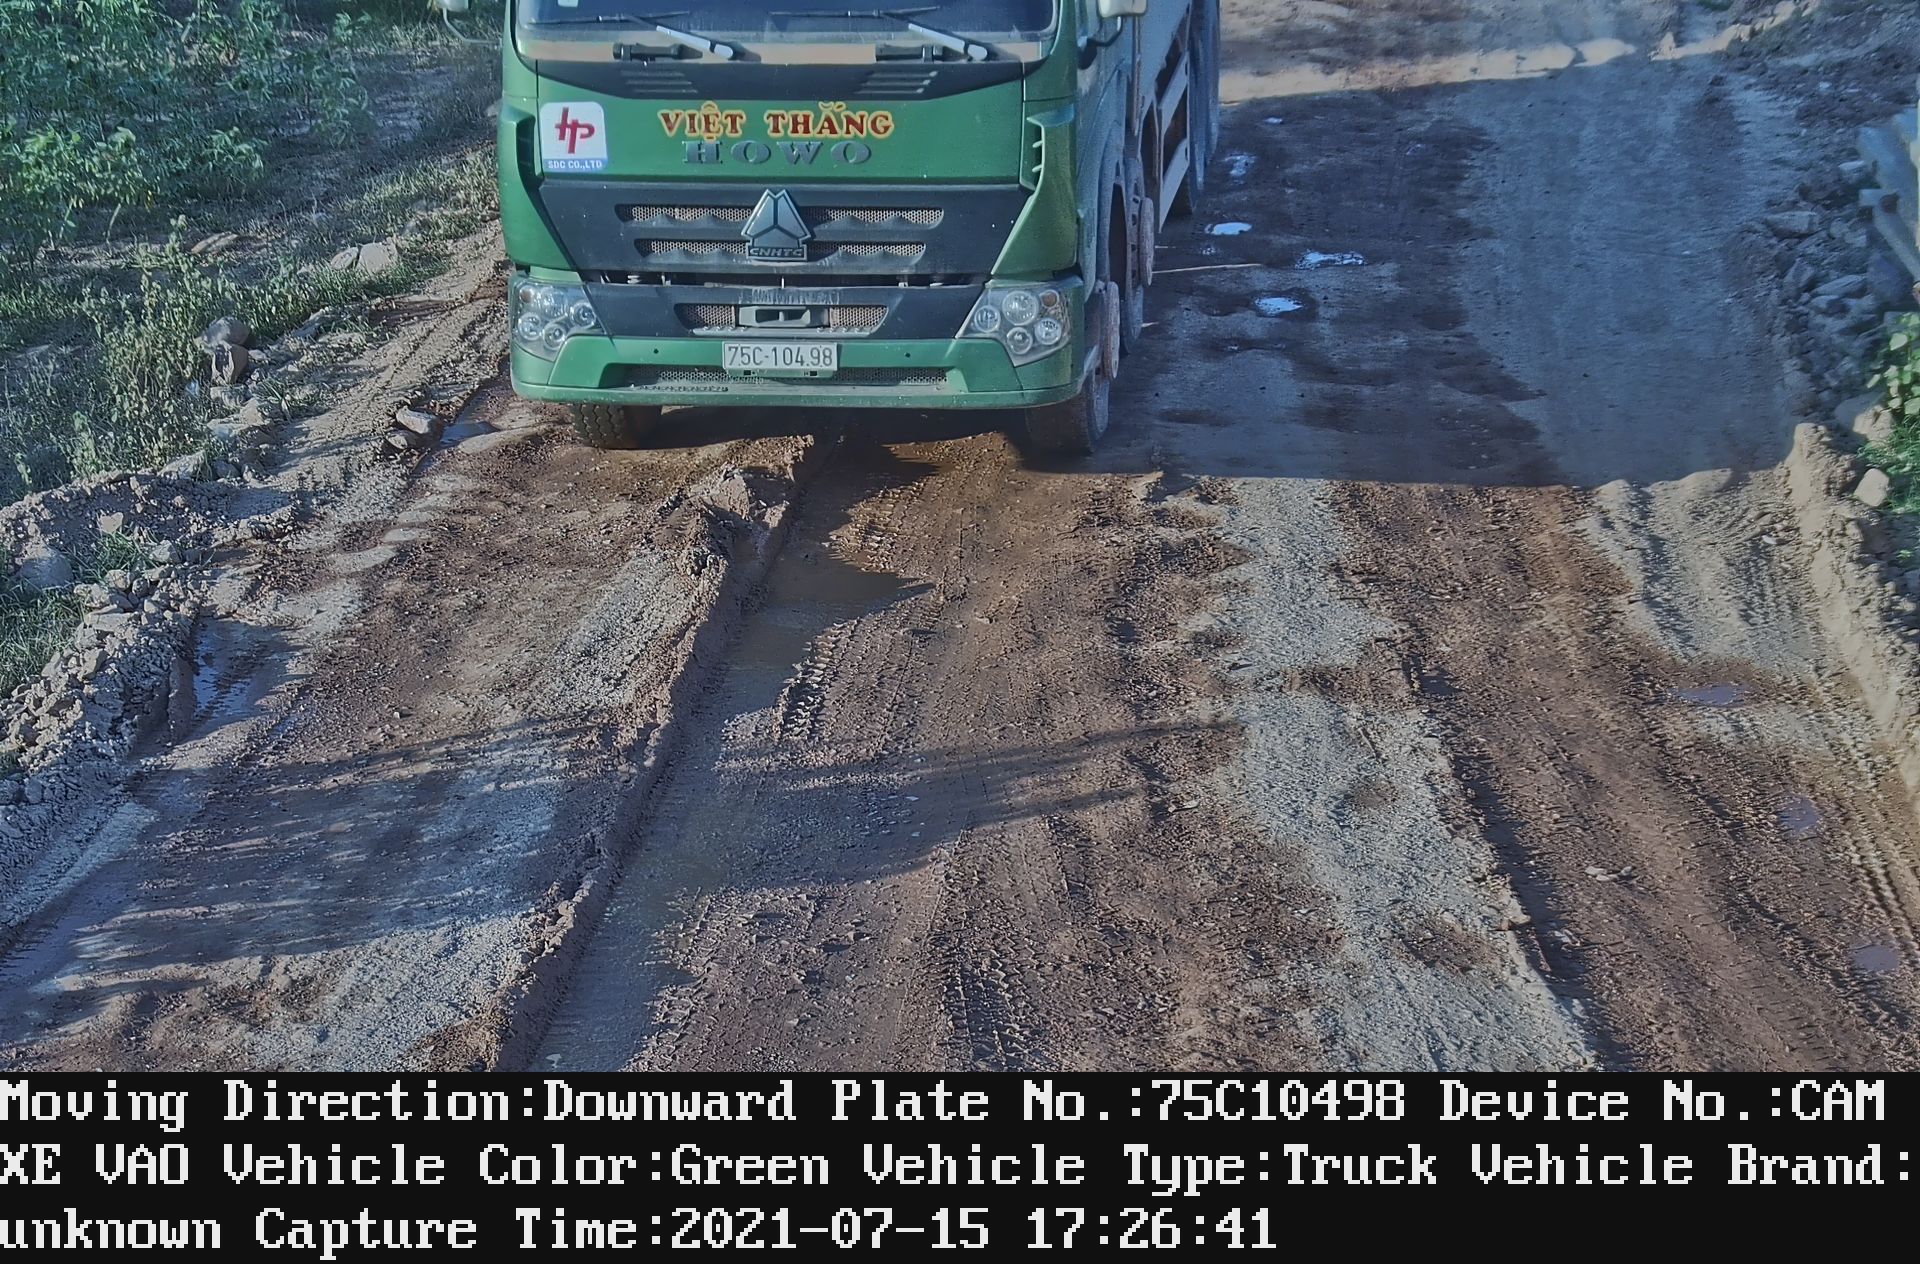 VIỆT THẮNG
HOWO
HP
SDC CO.,LTD
CNHTC
75C-104.98
Moving Direction:Downward Plate No.:75C10498 Device No.:CAM
XE VAO Vehicle Color:Green Vehicle Type:Truck Vehicle Brand:
unknown Capture Time:2021-07-15 17:26:41